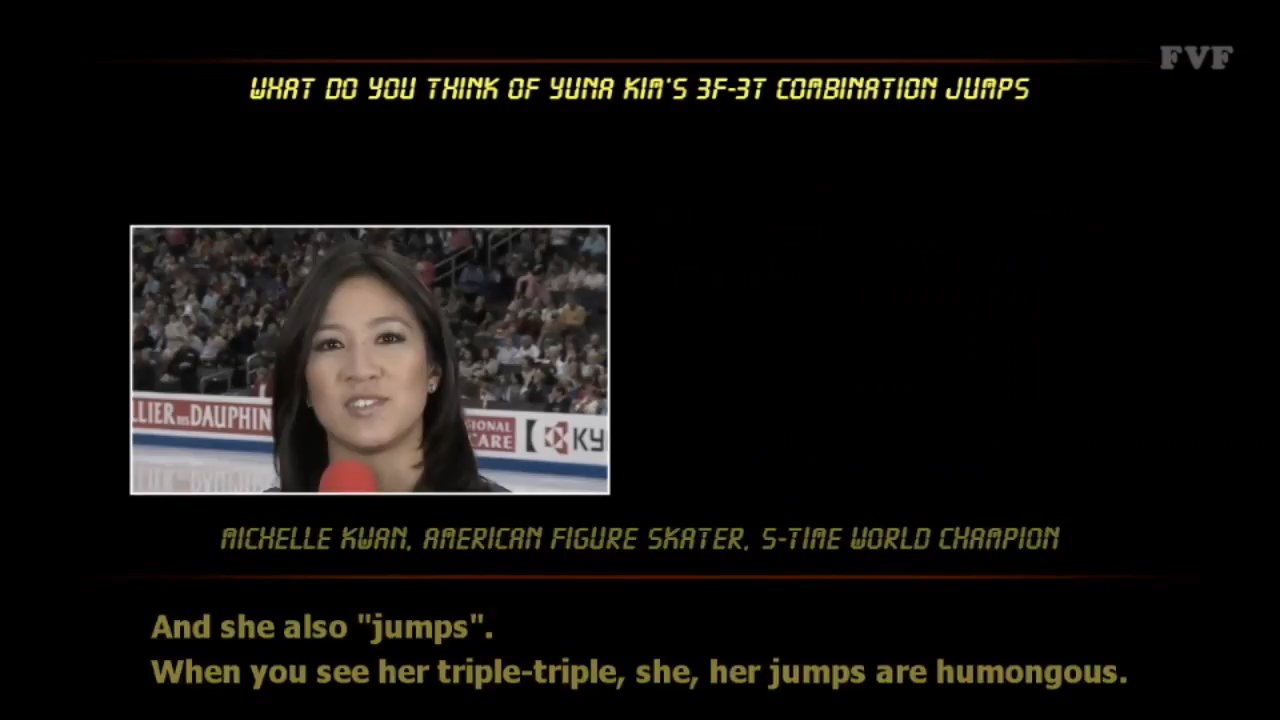 FVF
WHAT DO YOU THINK OF YUNA KIM'S 3F-3T COMBINATION JUMPS
LLIER DES DAUPHIN
IONAL
CARE
KY
MICHELLE KWAN, AMERICAN FIGURE SKATER, 5-TIME WORLD CHAMPION
And she also "jumps".
When you see her triple-triple, she, her jumps are humongous.